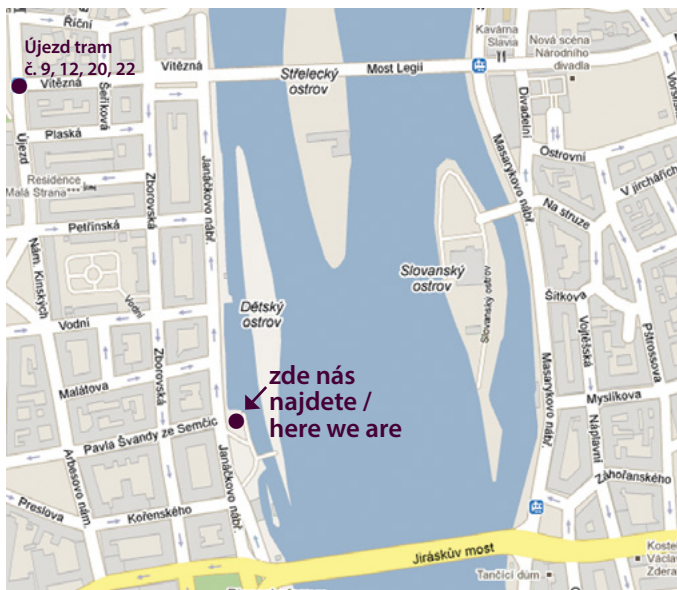 Říční
Újezd tram
č. 9, 12, 20, 22
Vítězná
Vítězná
Šeříková
Střelecký
ostrov
Most Legií
Kavárna
Slavia
Nová scéna
Národního
divadla
Divadelní
Plaská
Újezd
Residence
Malá Strana
Zborovská
Janáčkovo nábř.
Masarykovo nábř.
Ostrovní
V jirchářích
Na struze
Petřínská
Nám. Kinských
Vodní
Vodní
Dětský
ostrov
Slovanský
ostrov
Slovanský ostrov
Šítkova
Vojtěšská
Pštrossova
Zborovská
Malátova
zde nás
najdete /
here we are
Masarykovo nábř.
Myslíkova
Náplavní
Pavla Švandy ze Semčic
Janáčkovo nábř.
Arbesovo nám.
Preslova
Kořenského
Záhořanského
Jiráskův most
Tančící dům
Václav
Zderaz